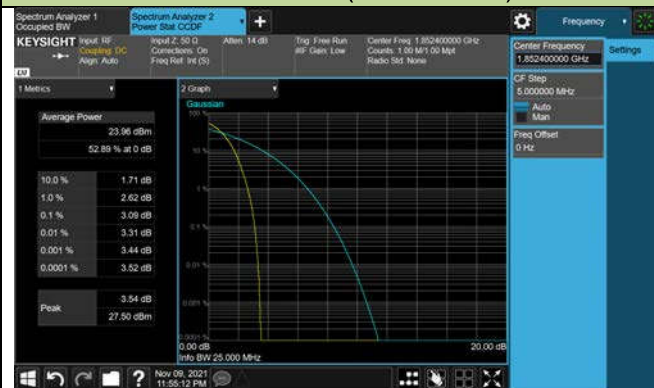 Spectrum Analyzer 1
Occupied BW
Spectrum Analyzer 2
Power Stat CCDF
Frequency
KEYSIGHT
Input: RF
Coupling: DC
Align: Auto
Input Z: 50 Ω
Corrections: On
Freq Ref: Int (S)
Atten: 14 dB
Trig: Free Run
#IF Gain: Low
Center Freq: 1.852400000 GHz
Counts: 1.00 M/1.00 Mpt
Radio Std: None
Center Frequency
1.852400000 GHz
Settings
CF Step
5.000000 MHz
Auto
Man
Freq Offset
0 Hz
1 Metrics
2 Graph
Average Power
23.96 dBm
52.89 % at 0 dB
10.0 % 1.71 dB
1.0 % 2.62 dB
0.1 % 3.09 dB
0.01 % 3.31 dB
0.001 % 3.44 dB
0.0001 % 3.52 dB
Peak
3.54 dB
27.50 dBm
Gaussian
100 %
10 %
1 %
0.1 %
0.01 %
0.001 %
0.0001 %
0.00 dB
20.00 dB
Info BW 25.000 MHz
Nov 09, 2021
11:55:12 PM